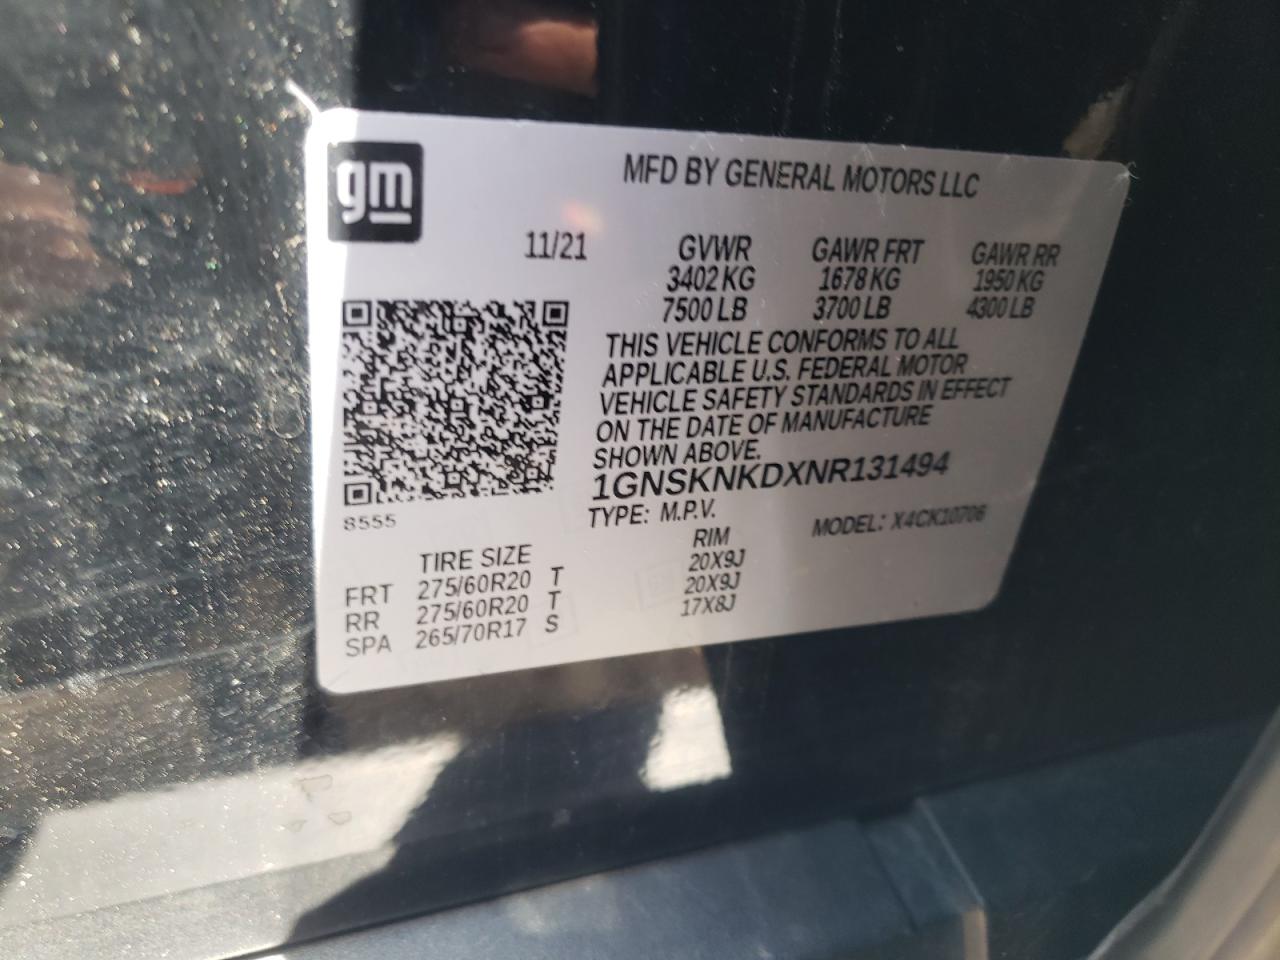 gm
MFD BY GENERAL MOTORS LLC
11/21 GVWR GAWR FRT GAWR RR
3402 KG 1678 KG 1950 KG
7500 LB 3700 LB 4300 LB
THIS VEHICLE CONFORMS TO ALL
APPLICABLE U.S. FEDERAL MOTOR
VEHICLE SAFETY STANDARDS IN EFFECT
ON THE DATE OF MANUFACTURE
SHOWN ABOVE.
1GNSKNKDXNR131494
8555
TYPE: M.P.V. MODEL: X4CK10706
TIRE SIZE RIM
FRT 275/60R20 T 20X9J
RR 275/60R20 T 20X9J
SPA 265/70R17 S 17X8J